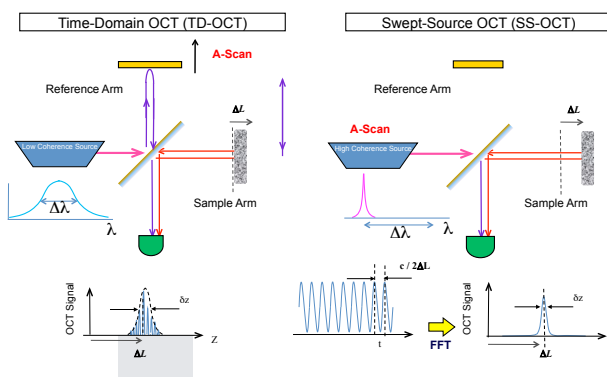 Time-Domain OCT (TD-OCT)
A-Scan
Reference Arm
ΔL
Low Coherence Source
Sample Arm
Δλ
λ
OCT Signal
δz
ΔL
Z
Swept-Source OCT (SS-OCT)
Reference Arm
ΔL
A-Scan
High Coherence Source
Sample Arm
Δλ
λ
c / 2ΔL
t
FFT
OCT Signal
δz
ΔL